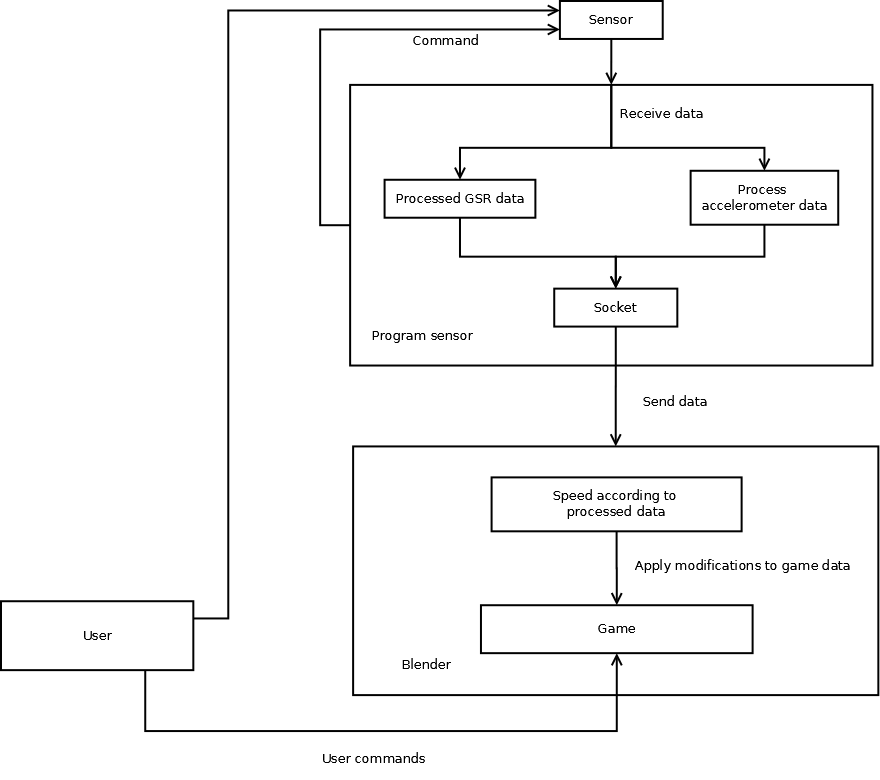 Sensor
Command
Receive data
Processed GSR data
Process
accelerometer data
Socket
Program sensor
Send data
Speed according to
processed data
Apply modifications to game data
Game
User
Blender
User commands